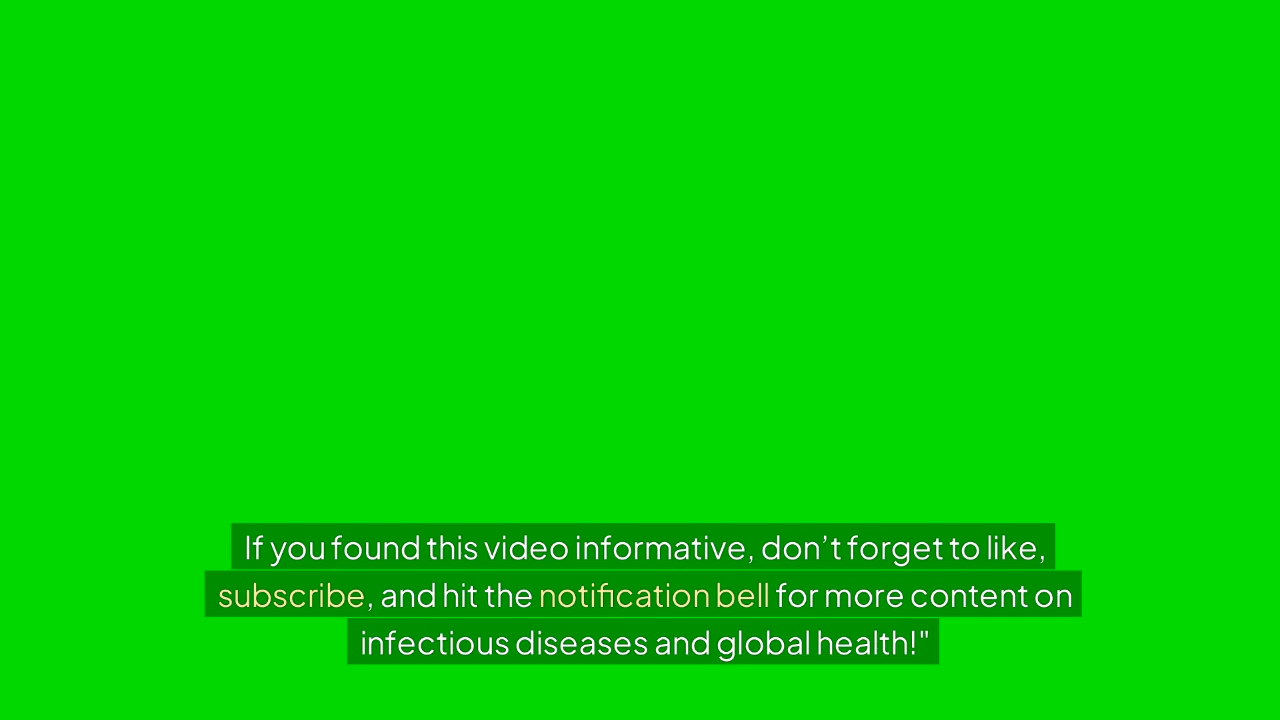 If you found this video informative, don’t forget to like,
subscribe, and hit the notification bell for more content on
infectious diseases and global health!"